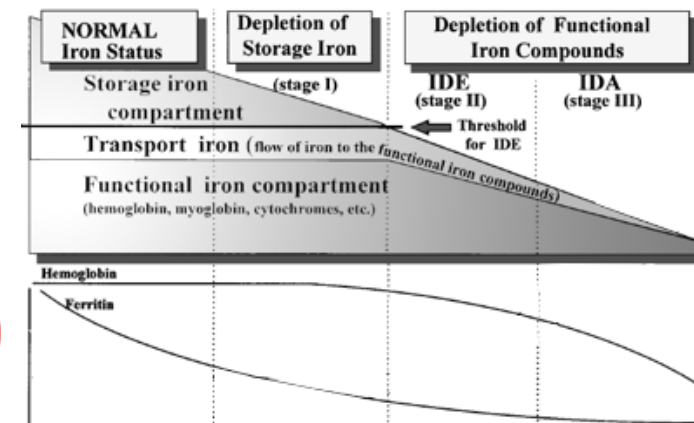 NORMAL
Iron Status
Depletion of
Storage Iron
Depletion of Functional
Iron Compounds
Storage iron
compartment
(stage I)
IDE
(stage II)
IDA
(stage III)
Threshold
for IDE
Transport iron (flow of iron to the functional iron compounds)
Functional iron compartment
(hemoglobin, myoglobin, cytochromes, etc.)
Hemoglobin
Ferritin